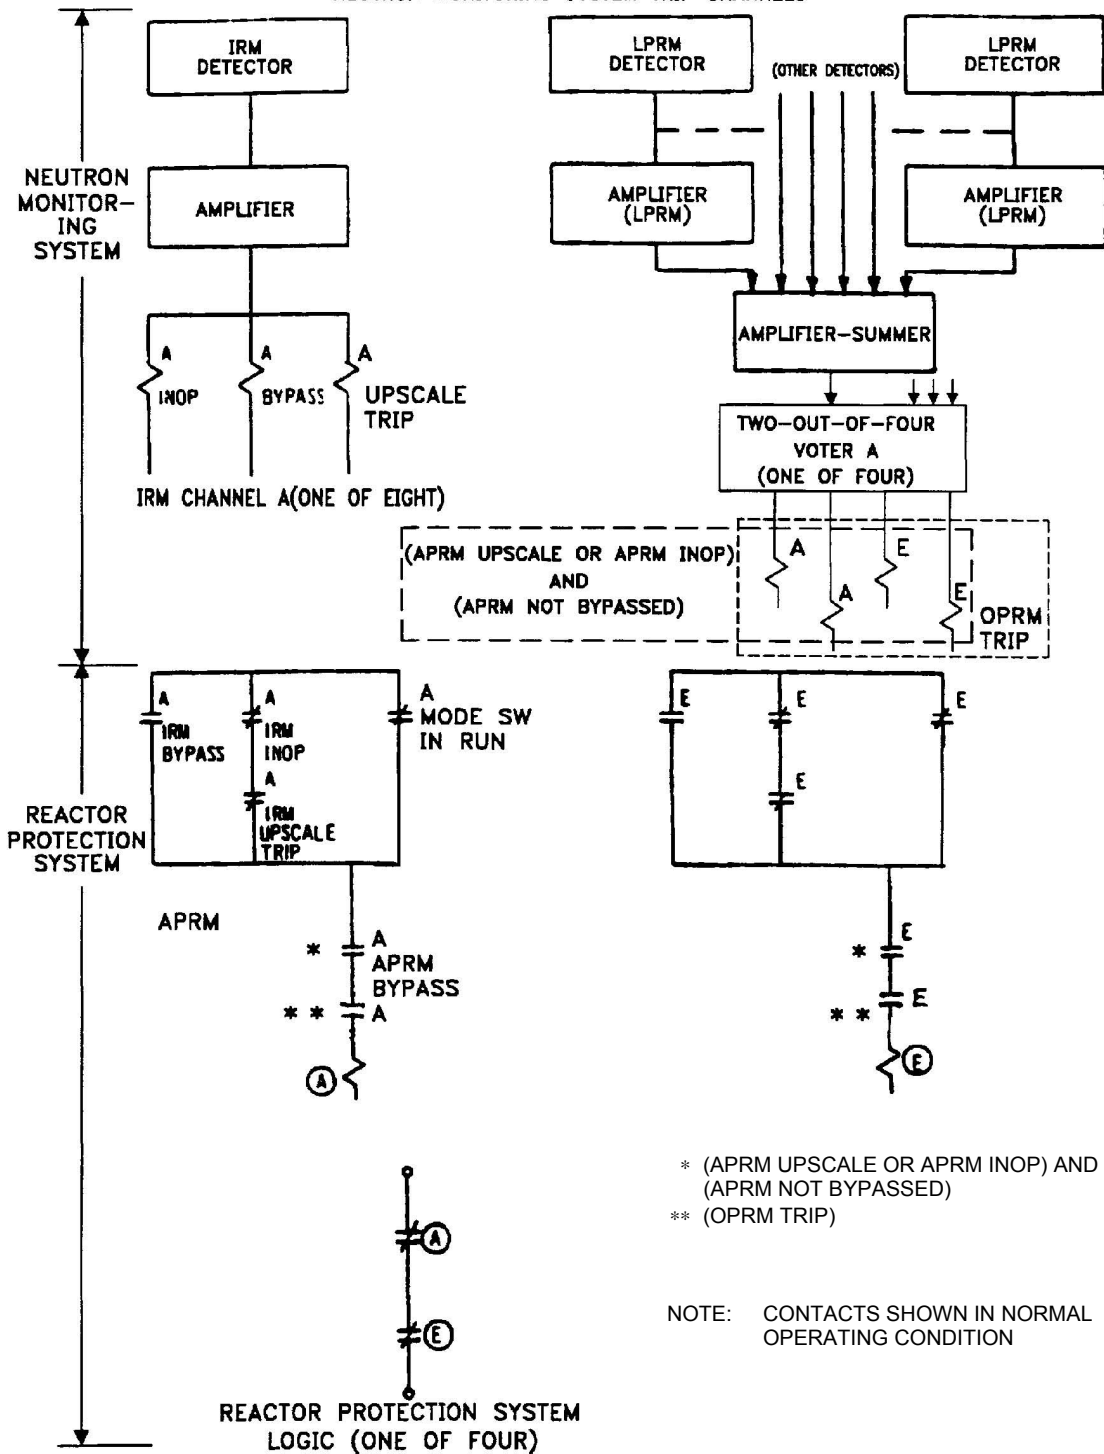 IRM
DETECTOR
LPRM
DETECTOR
(OTHER DETECTORS)
LPRM
DETECTOR
NEUTRON
MONITOR-
ING
SYSTEM
AMPLIFIER
AMPLIFIER
(LPRM)
AMPLIFIER
(LPRM)
AMPLIFIER-SUMMER
A
INOP
A
BYPASS
A
UPSCALE
TRIP
TWO-OUT-OF-FOUR
VOTER A
(ONE OF FOUR)
IRM CHANNEL A(ONE OF EIGHT)
(APRM UPSCALE OR APRM INOP)
AND
(APRM NOT BYPASSED)
A
A
E
E
OPRM
TRIP
REACTOR
PROTECTION
SYSTEM
A
IRM
BYPASS
A
IRM
INOP
A
IRM
UPSCALE
TRIP
A
MODE SW
IN RUN
E
E
E
E
APRM
* A
APRM
BYPASS
* * A
A
* E
* * E
E
* (APRM UPSCALE OR APRM INOP) AND
(APRM NOT BYPASSED)
** (OPRM TRIP)
A
E
NOTE: CONTACTS SHOWN IN NORMAL
OPERATING CONDITION
REACTOR PROTECTION SYSTEM
LOGIC (ONE OF FOUR)